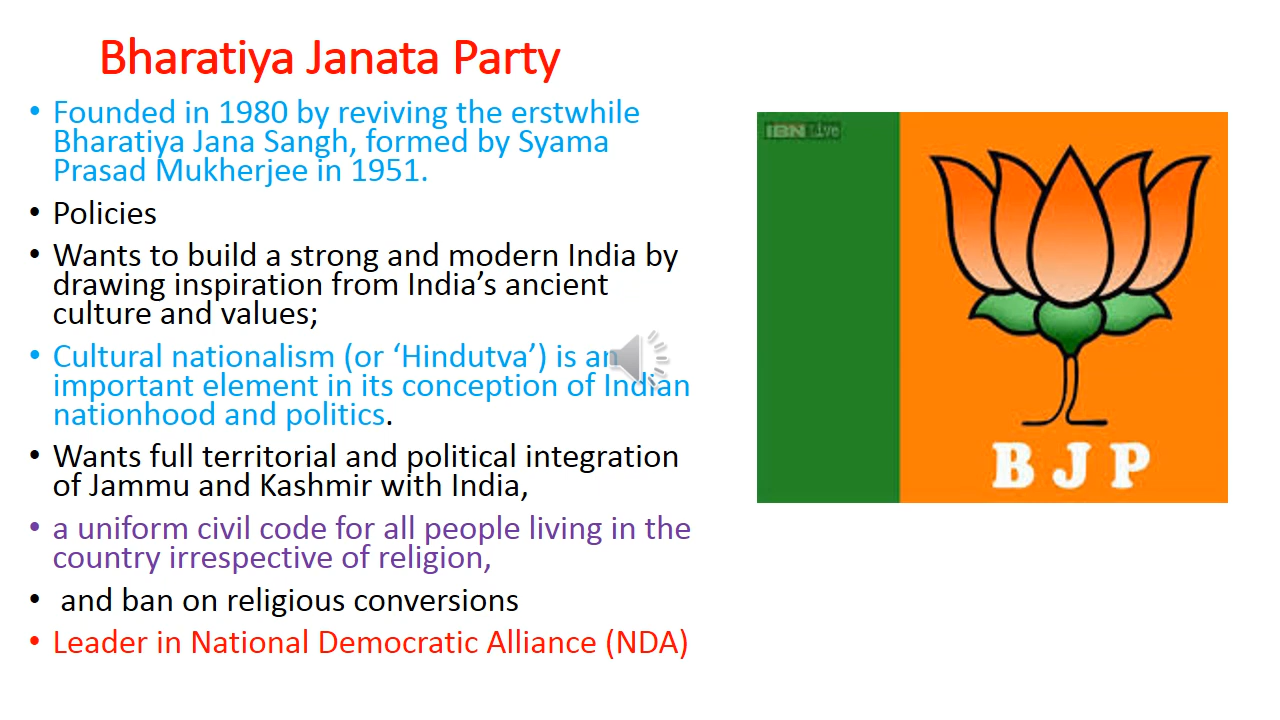 Bharatiya Janata Party
• Founded in 1980 by reviving the erstwhile
Bharatiya Jana Sangh, formed by Syama
Prasad Mukherjee in 1951.
• Policies
• Wants to build a strong and modern India by
drawing inspiration from India’s ancient
culture and values;
• Cultural nationalism (or ‘Hindutva’) is an
important element in its conception of Indian
nationhood and politics.
• Wants full territorial and political integration
of Jammu and Kashmir with India,
• a uniform civil code for all people living in the
country irrespective of religion,
• and ban on religious conversions
• Leader in National Democratic Alliance (NDA)
IBN Live
BJP